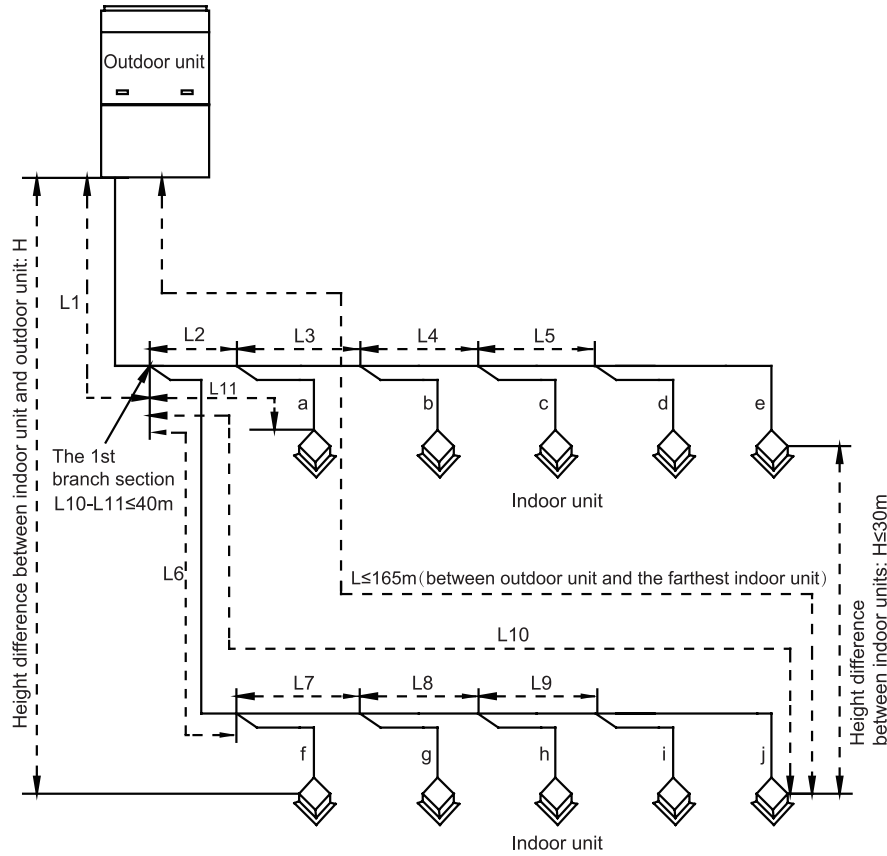 Outdoor unit
Height difference between indoor unit and outdoor unit: H
L1
L2
L3
L4
L5
L11
a
b
c
d
e
The 1st
branch section
L10-L11≤40m
Indoor unit
L6
L≤165m(between outdoor unit and the farthest indoor unit)
L10
Height difference
between indoor units: H≤30m
L7
L8
L9
f
g
h
i
j
Indoor unit